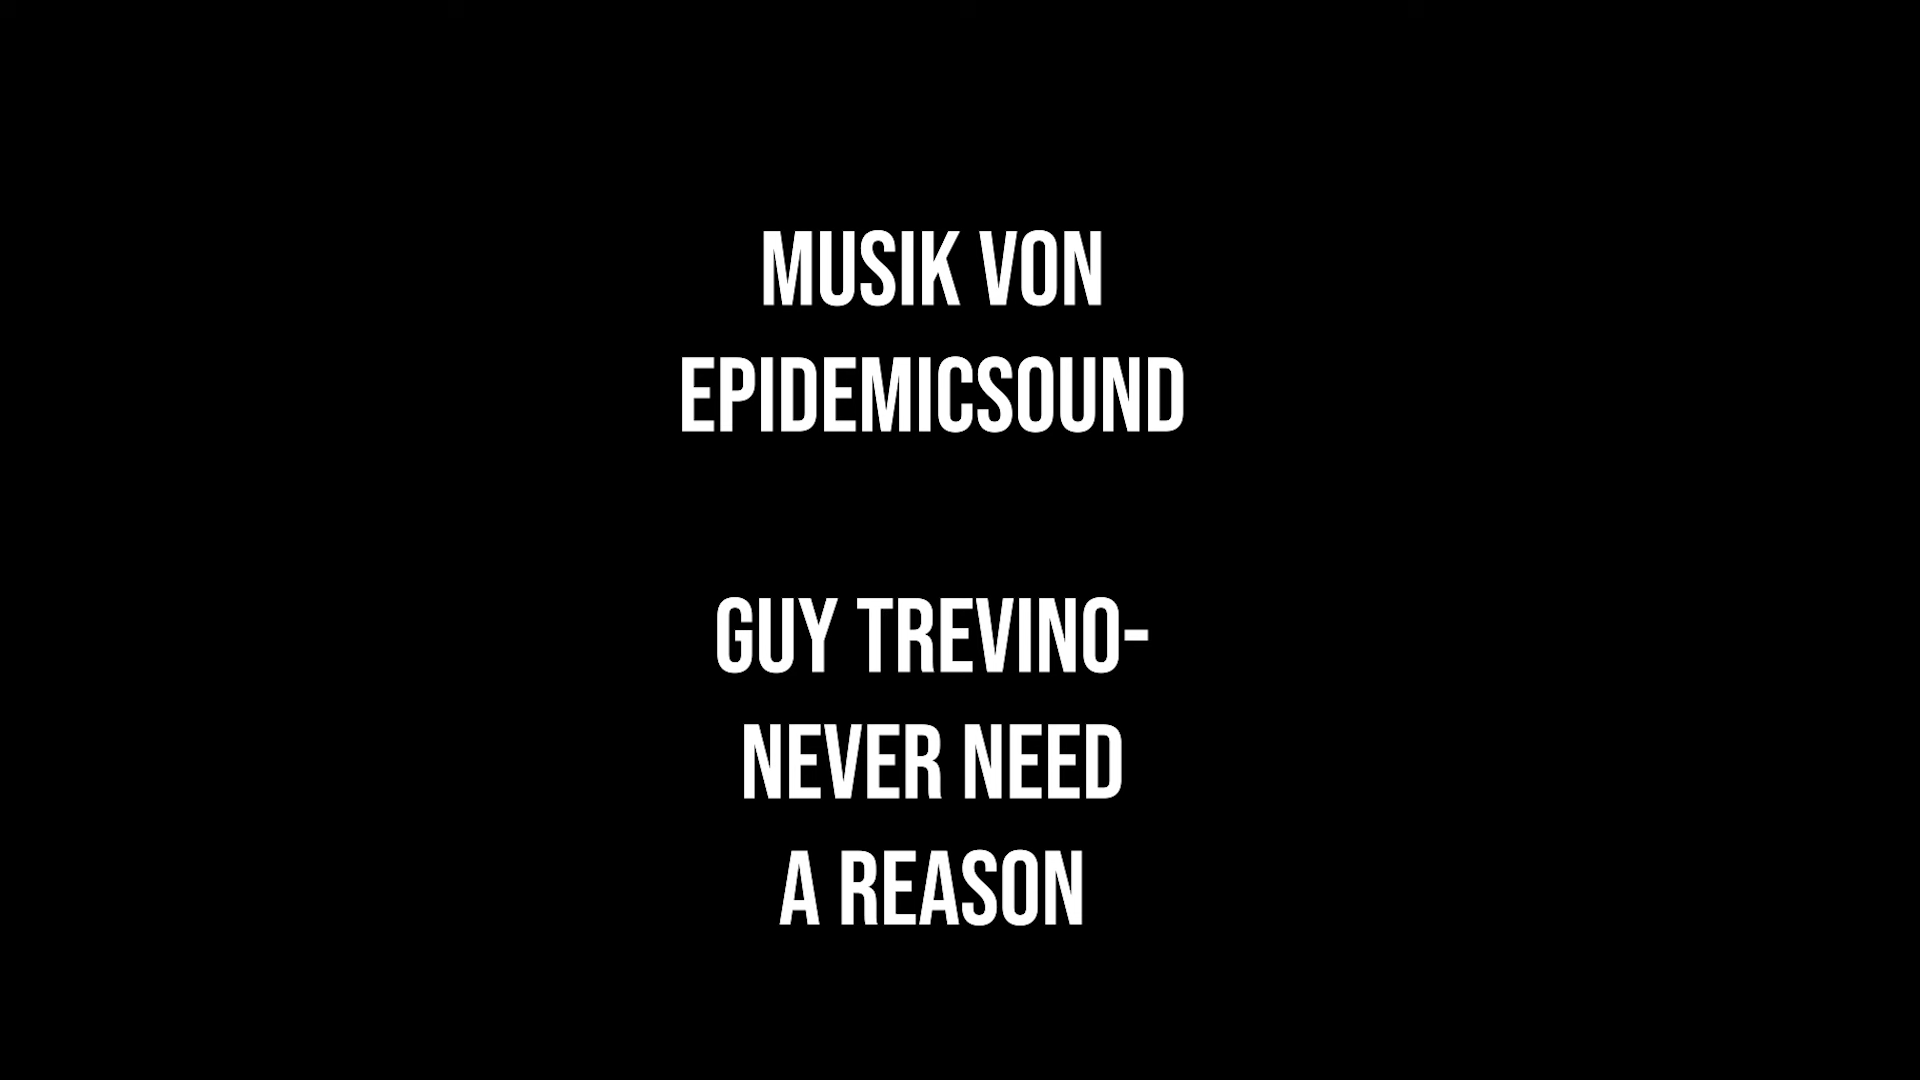 MUSIK VON
EPIDEMICSOUND
GUY TREVINO-
NEVER NEED
A REASON